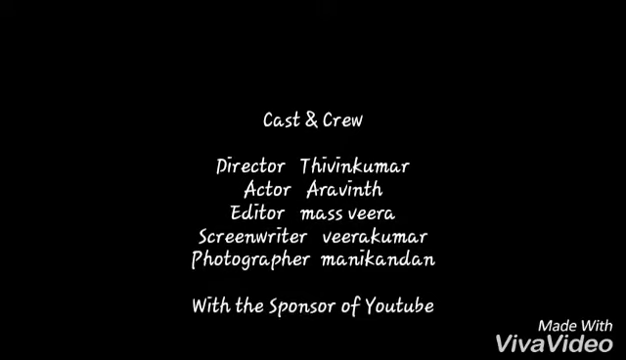 Cast & Crew
Director Thivinkumar
Actor Aravinth
Editor mass veera
Screenwriter veerakumar
Photographer manikandan
With the Sponsor of Youtube
Made With
VivaVideo